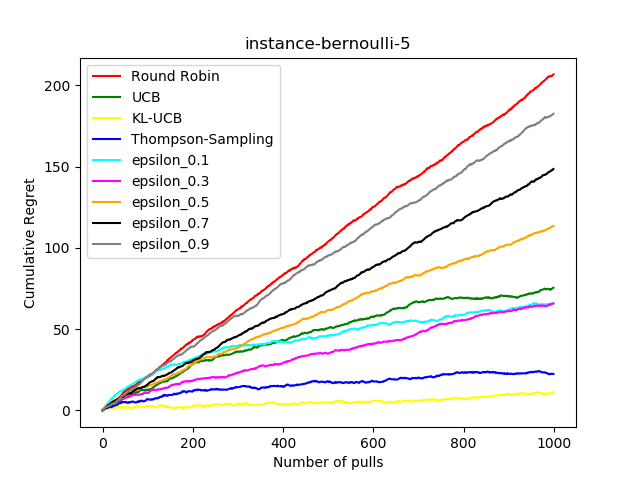 instance-bernoulli-5
Round Robin
UCB
KL-UCB
Thompson-Sampling
epsilon_0.1
epsilon_0.3
epsilon_0.5
epsilon_0.7
epsilon_0.9
Cumulative Regret
200
150
100
50
0
0 200 400 600 800 1000
Number of pulls